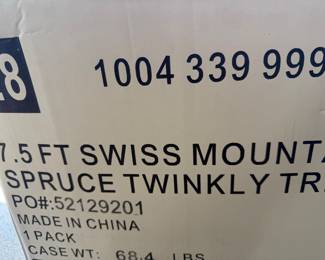 28
1004 339 999
7.5 FT SWISS MOUNTA
SPRUCE TWINKLY TR
PO#:52129201
MADE IN CHINA
1 PACK
CASE WT: 68.4 LBS